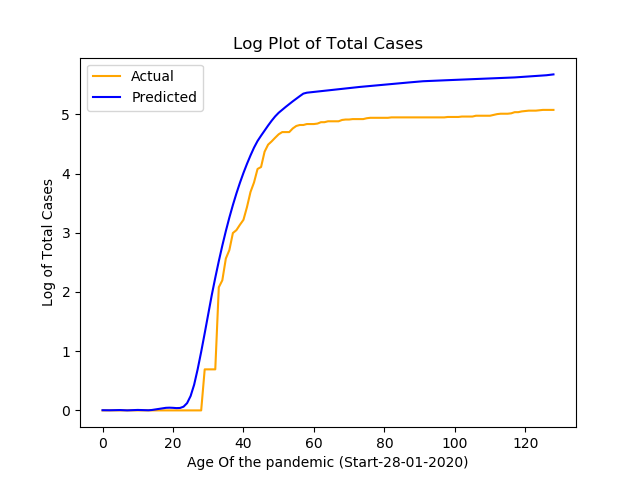 Log Plot of Total Cases
Actual
Predicted
5
4
3
2
1
0
Log of Total Cases
0 20 40 60 80 100 120
Age Of the pandemic (Start-28-01-2020)